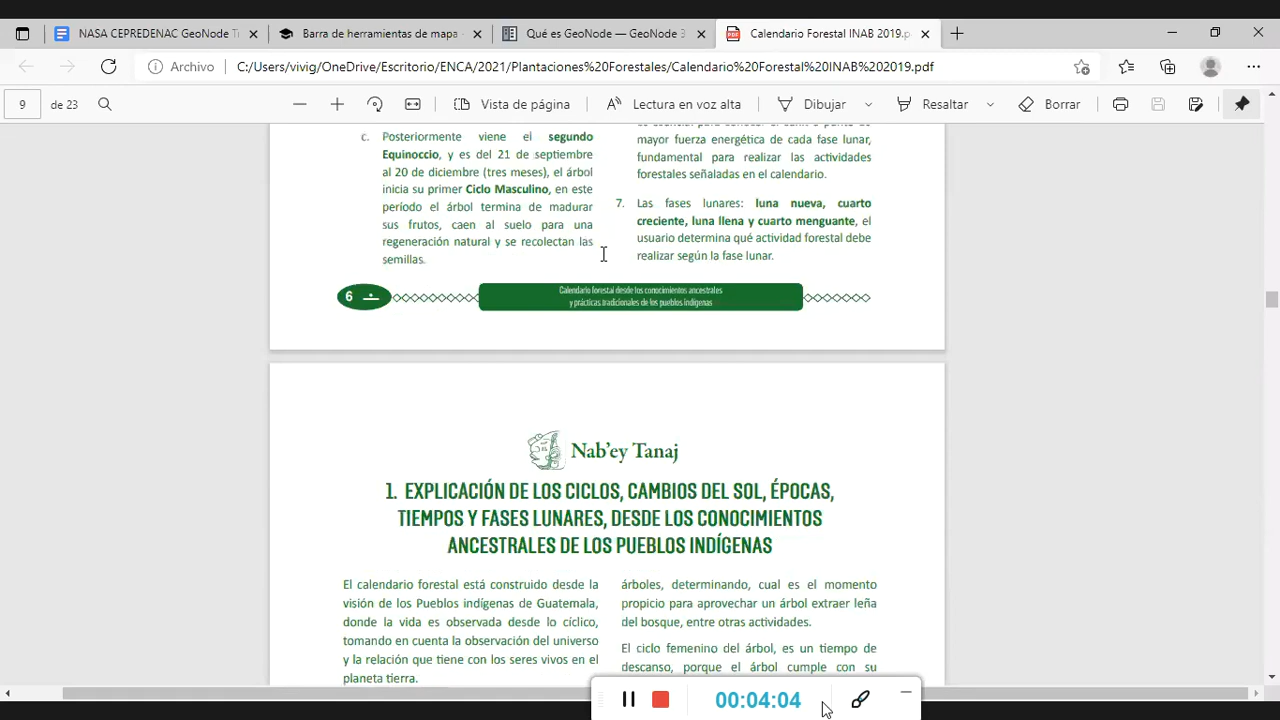 NASA CEPREDENAC GeoNode Tr
Barra de herramientas de mapa
Qué es GeoNode — GeoNode 3
Calendario Forestal INAB 2019.p
Archivo
C:/Users/vivig/OneDrive/Escritorio/ENCA/2021/Plantaciones%20Forestales/Calendario%20Forestal%20INAB%202019.pdf
9
de 23
Vista de página
Lectura en voz alta
Dibujar
Resaltar
Borrar
c. Posteriormente viene el segundo
Equinoccio, y es del 21 de septiembre
al 20 de diciembre (tres meses), el árbol
inicia su primer Ciclo Masculino, en este
período el árbol termina de madurar
sus frutos, caen al suelo para una
regeneración natural y se recolectan las
semillas.
mayor fuerza energética de cada fase lunar,
fundamental para realizar las actividades
forestales señaladas en el calendario.
7. Las fases lunares: luna nueva, cuarto
creciente, luna llena y cuarto menguante, el
usuario determina qué actividad forestal debe
realizar según la fase lunar.
6
Calendario forestal desde los conocimientos ancestrales
y prácticas tradicionales de los pueblos indígenas
Nab'ey Tanaj
1. EXPLICACIÓN DE LOS CICLOS, CAMBIOS DEL SOL, ÉPOCAS,
TIEMPOS Y FASES LUNARES, DESDE LOS CONOCIMIENTOS
ANCESTRALES DE LOS PUEBLOS INDÍGENAS
El calendario forestal está construido desde la
visión de los Pueblos indígenas de Guatemala,
donde la vida es observada desde lo cíclico,
tomando en cuenta la observación del universo
y la relación que tiene con los seres vivos en el
planeta tierra.
árboles, determinando, cual es el momento
propicio para aprovechar un árbol extraer leña
del bosque, entre otras actividades.
El ciclo femenino del árbol, es un tiempo de
descanso, porque el árbol cumple con su
00:04:04